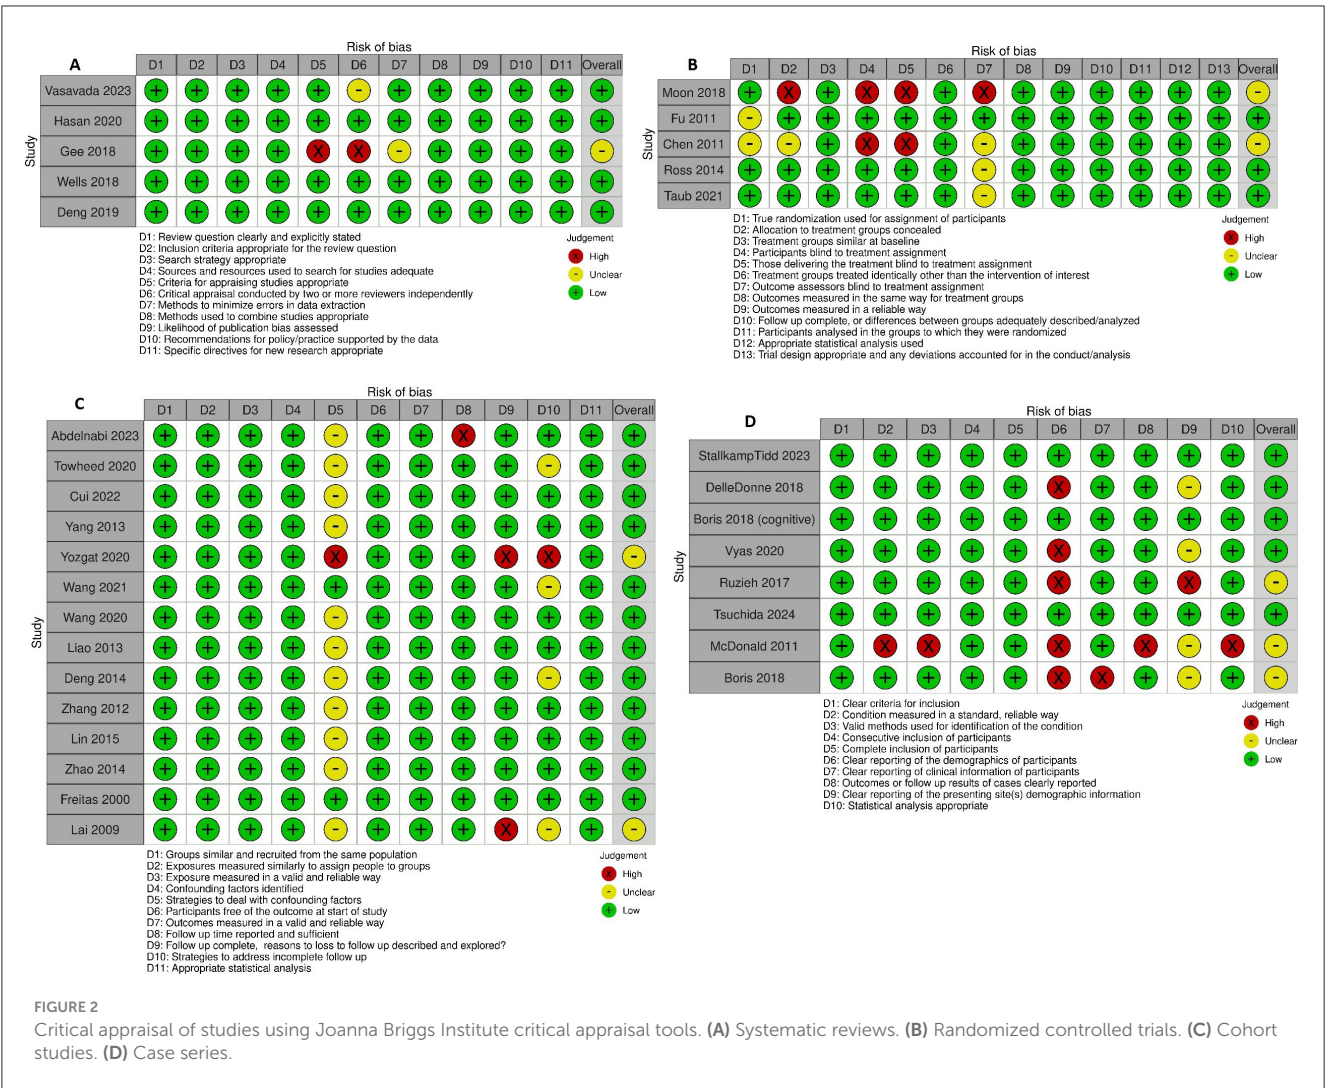 A
Risk of bias
D1 D2 D3 D4 D5 D6 D7 D8 D9 D10 D11 Overall
Study
Vasavada 2023 + + + + + - + + + + + +
Hasan 2020 + + + + + + + + + + + +
Gee 2018 + + + + X X - + + + + -
Wells 2018 + + + + + + + + + + + +
Deng 2019 + + + + + + + + + + + +
D1: Review question clearly and explicitly stated
D2: Inclusion criteria appropriate for the review question
D3: Search strategy appropriate
D4: Sources and resources used to search for studies adequate
D5: Criteria for appraising studies appropriate
D6: Critical appraisal conducted by two or more reviewers independently
D7: Methods to minimize errors in data extraction
D8: Methods used to combine studies appropriate
D9: Likelihood of publication bias assessed
D10: Recommendations for policy/practice supported by the data
D11: Specific directives for new research appropriate
Judgement
X High
- Unclear
+ Low
B
Risk of bias
D1 D2 D3 D4 D5 D6 D7 D8 D9 D10 D11 D12 D13 Overall
Study
Moon 2018 + X + X X + X + + + + + + -
Fu 2011 - + + + + + + + + + + + + +
Chen 2011 - - + X X + - + + + + + + -
Ross 2014 + + + + + + - + + + + + + +
Taub 2021 + + + + + + - + + + + + + +
D1: True randomization used for assignment of participants
D2: Allocation to treatment groups concealed
D3: Treatment groups similar at baseline
D4: Participants blind to treatment assignment
D5: Those delivering the treatment blind to treatment assignment
D6: Treatment groups treated identically other than the intervention of interest
D7: Outcome assessors blind to treatment assignment
D8: Outcomes measured in the same way for treatment groups
D9: Outcomes measured in a reliable way
D10: Follow up complete, or differences between groups adequately described/analyzed
D11: Participants analysed in the groups to which they were randomized
D12: Appropriate statistical analysis used
D13: Trial design appropriate and any deviations accounted for in the conduct/analysis
Judgement
X High
- Unclear
+ Low
C
Risk of bias
D1 D2 D3 D4 D5 D6 D7 D8 D9 D10 D11 Overall
Study
Abdelnabi 2023 + + + + - + + X + + + +
Towheed 2020 + + + + - + + + + - + +
Cui 2022 + + + + - + + + + + + +
Yang 2013 + + + + - + + + + + + +
Yozgat 2020 + + + + X + + + X X + -
Wang 2021 + + + + + + + + + - + +
Wang 2020 + + + + - + + + + + + +
Liao 2013 + + + + - + + + + + + +
Deng 2014 + + + + - + + + + - + +
Zhang 2012 + + + + - + + + + + + +
Lin 2015 + + + + - + + + + + + +
Zhao 2014 + + + + - + + + + + + +
Freitas 2000 + + + + + + + + + + + +
Lai 2009 + + + + - + + + X - + -
D1: Groups similar and recruited from the same population
D2: Exposures measured similarly to assign people to groups
D3: Exposure measured in a valid and reliable way
D4: Confounding factors identified
D5: Strategies to deal with confounding factors
D6: Participants free of the outcome at start of study
D7: Outcomes measured in a valid and reliable way
D8: Follow up time reported and sufficient
D9: Follow up complete, reasons to loss to follow up described and explored?
D10: Strategies to address incomplete follow up
D11: Appropriate statistical analysis
Judgement
X High
- Unclear
+ Low
D
Risk of bias
D1 D2 D3 D4 D5 D6 D7 D8 D9 D10 Overall
Study
StallkampTidd 2023 + + + + + + + + + + +
DelleDonne 2018 + + + + + X + + - + +
Boris 2018 (cognitive) + + + + + + + + + + +
Vyas 2020 + + + + + X + + - + +
Ruzieh 2017 + + + + + X + + X + -
Tsuchida 2024 + + + + + + + + + + +
McDonald 2011 + X X + + X + X - X -
Boris 2018 + + + + + X X + - + -
D1: Clear criteria for inclusion
D2: Condition measured in a standard, reliable way
D3: Valid methods used for identification of the condition
D4: Consecutive inclusion of participants
D5: Complete inclusion of participants
D6: Clear reporting of the demographics of participants
D7: Clear reporting of clinical information of participants
D8: Outcomes or follow up results of cases clearly reported
D9: Clear reporting of the presenting site(s) demographic information
D10: Statistical analysis appropriate
Judgement
X High
- Unclear
+ Low
FIGURE 2
Critical appraisal of studies using Joanna Briggs Institute critical appraisal tools. (A) Systematic reviews. (B) Randomized controlled trials. (C) Cohort
studies. (D) Case series.